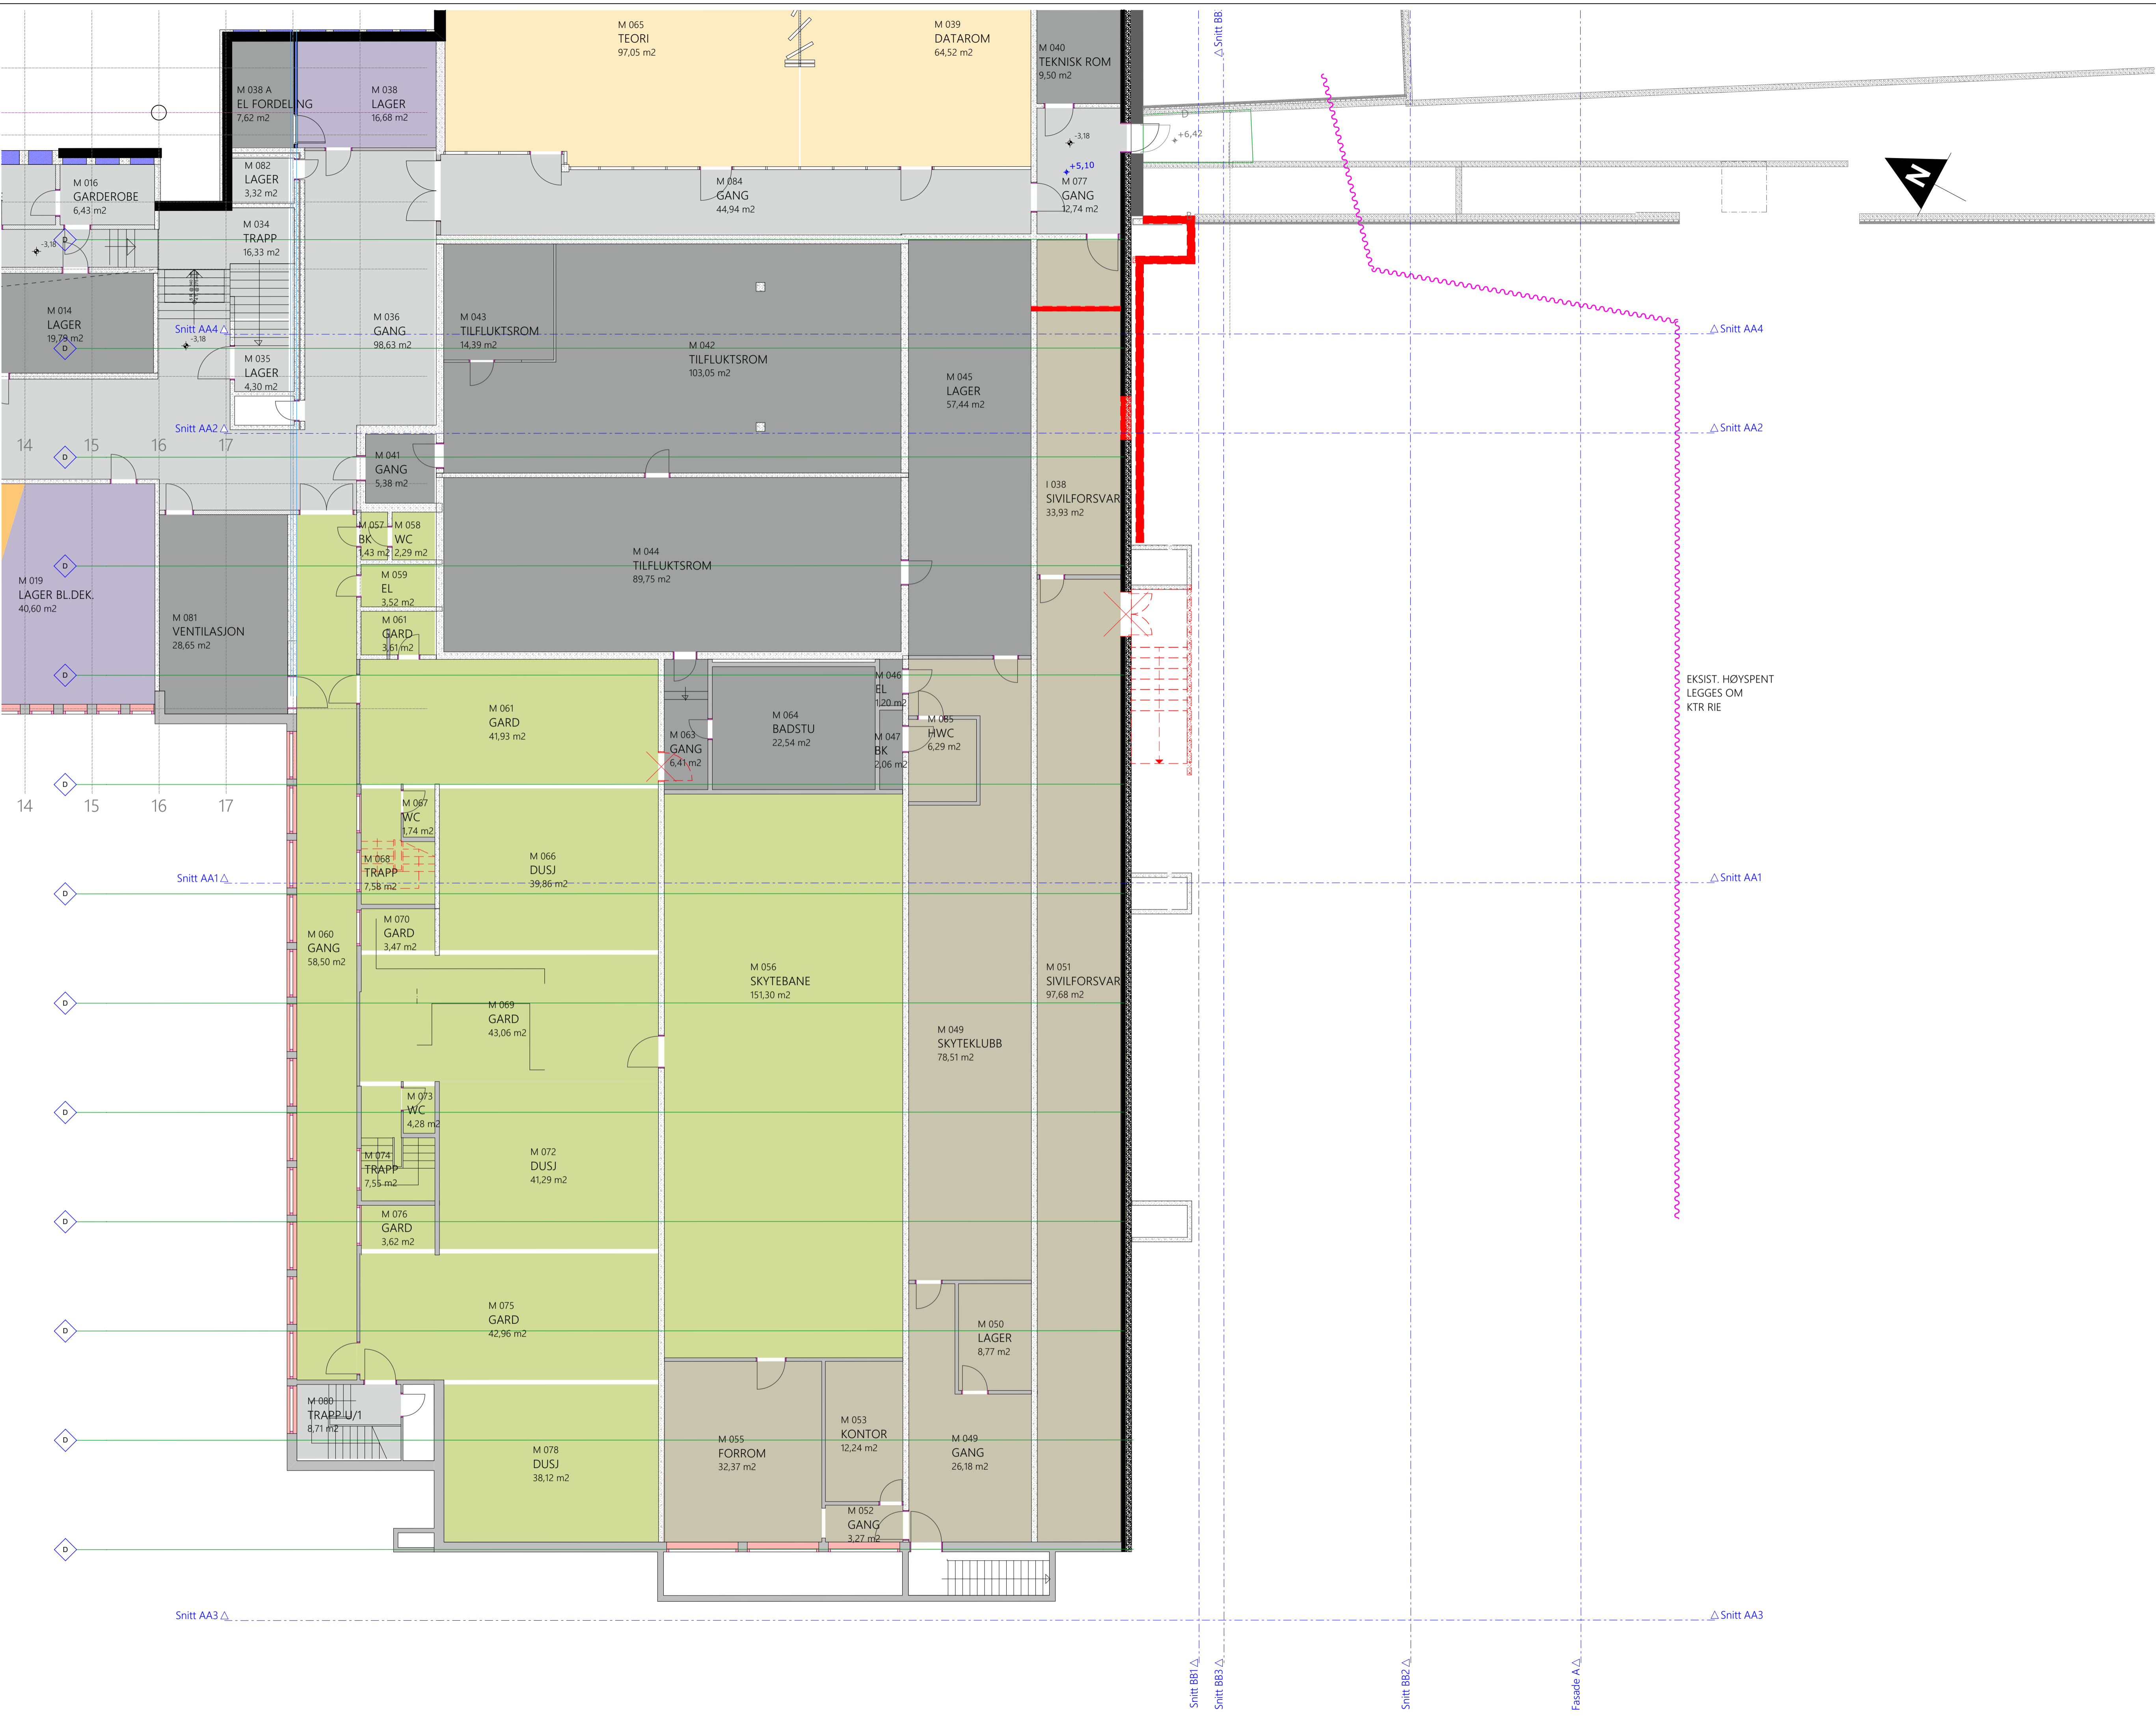 M 065
TEORI
97,05 m2
M 039
DATAROM
64,52 m2
M 040
TEKNISK ROM
9,50 m2
Snitt BB
M 038 A
EL FORDELING
7,62 m2
M 038
LAGER
16,68 m2
-3,18
+6,42
D
+5,10
M 082
LAGER
3,32 m2
M 016
GARDEROBE
6,43 m2
M 084
GANG
44,94 m2
M 077
GANG
12,74 m2
N
M 034
TRAPP
16,33 m2
-3,18
D
M 014
LAGER
19,79 m2
M 036
GANG
98,63 m2
M 043
TILFLUKTSROM
14,39 m2
Snitt AA4
Snitt AA4
-3,18
D
M 035
LAGER
4,30 m2
M 042
TILFLUKTSROM
103,05 m2
M 045
LAGER
57,44 m2
Snitt AA2
Snitt AA2
14
15
16
17
D
M 041
GANG
5,38 m2
I 038
SIVILFORSVAR
33,93 m2
M 057
BK
1,43 m2
M 058
WC
2,29 m2
M 044
TILFLUKTSROM
89,75 m2
D
M 019
LAGER BL.DEK.
40,60 m2
M 059
EL
3,52 m2
M 081
VENTILASJON
28,65 m2
M 061
GARD
3,61 m2
D
M 046
EL
1,20 m2
EKSIST. HØYSPENT
LEGGES OM
KTR RIE
M 061
GARD
41,93 m2
M 064
BADSTU
22,54 m2
M 085
HWC
6,29 m2
M 063
GANG
6,41 m2
M 047
BK
2,06 m2
D
14
15
16
17
M 067
WC
1,74 m2
M 068
TRAPP
7,58 m2
M 066
DUSJ
39,86 m2
Snitt AA1
Snitt AA1
D
M 070
GARD
3,47 m2
M 060
GANG
58,50 m2
M 056
SKYTEBANE
151,30 m2
M 051
SIVILFORSVAR
97,68 m2
D
M 069
GARD
43,06 m2
M 049
SKYTEKLUBB
78,51 m2
M 073
WC
4,28 m2
D
M 074
TRAPP
7,55 m2
M 072
DUSJ
41,29 m2
M 076
GARD
3,62 m2
D
M 075
GARD
42,96 m2
M 050
LAGER
8,77 m2
D
M 080
TRAPP U/1
8,71 m2
M 053
KONTOR
12,24 m2
M 055
FORROM
32,37 m2
M 049
GANG
26,18 m2
D
M 078
DUSJ
38,12 m2
M 052
GANG
3,27 m2
D
Snitt AA3
Snitt AA3
Snitt BB1
Snitt BB3
Snitt BB2
Fasade A